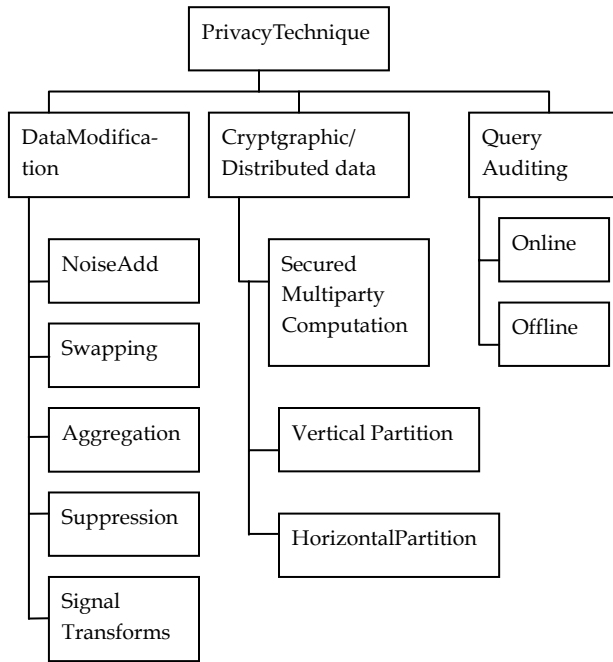 PrivacyTechnique
DataModifica-
tion
Cryptgraphic/
Distributed data
Query
Auditing
NoiseAdd
Swapping
Aggregation
Suppression
Signal
Transforms
Secured
Multiparty
Computation
Vertical Partition
HorizontalPartition
Online
Offline